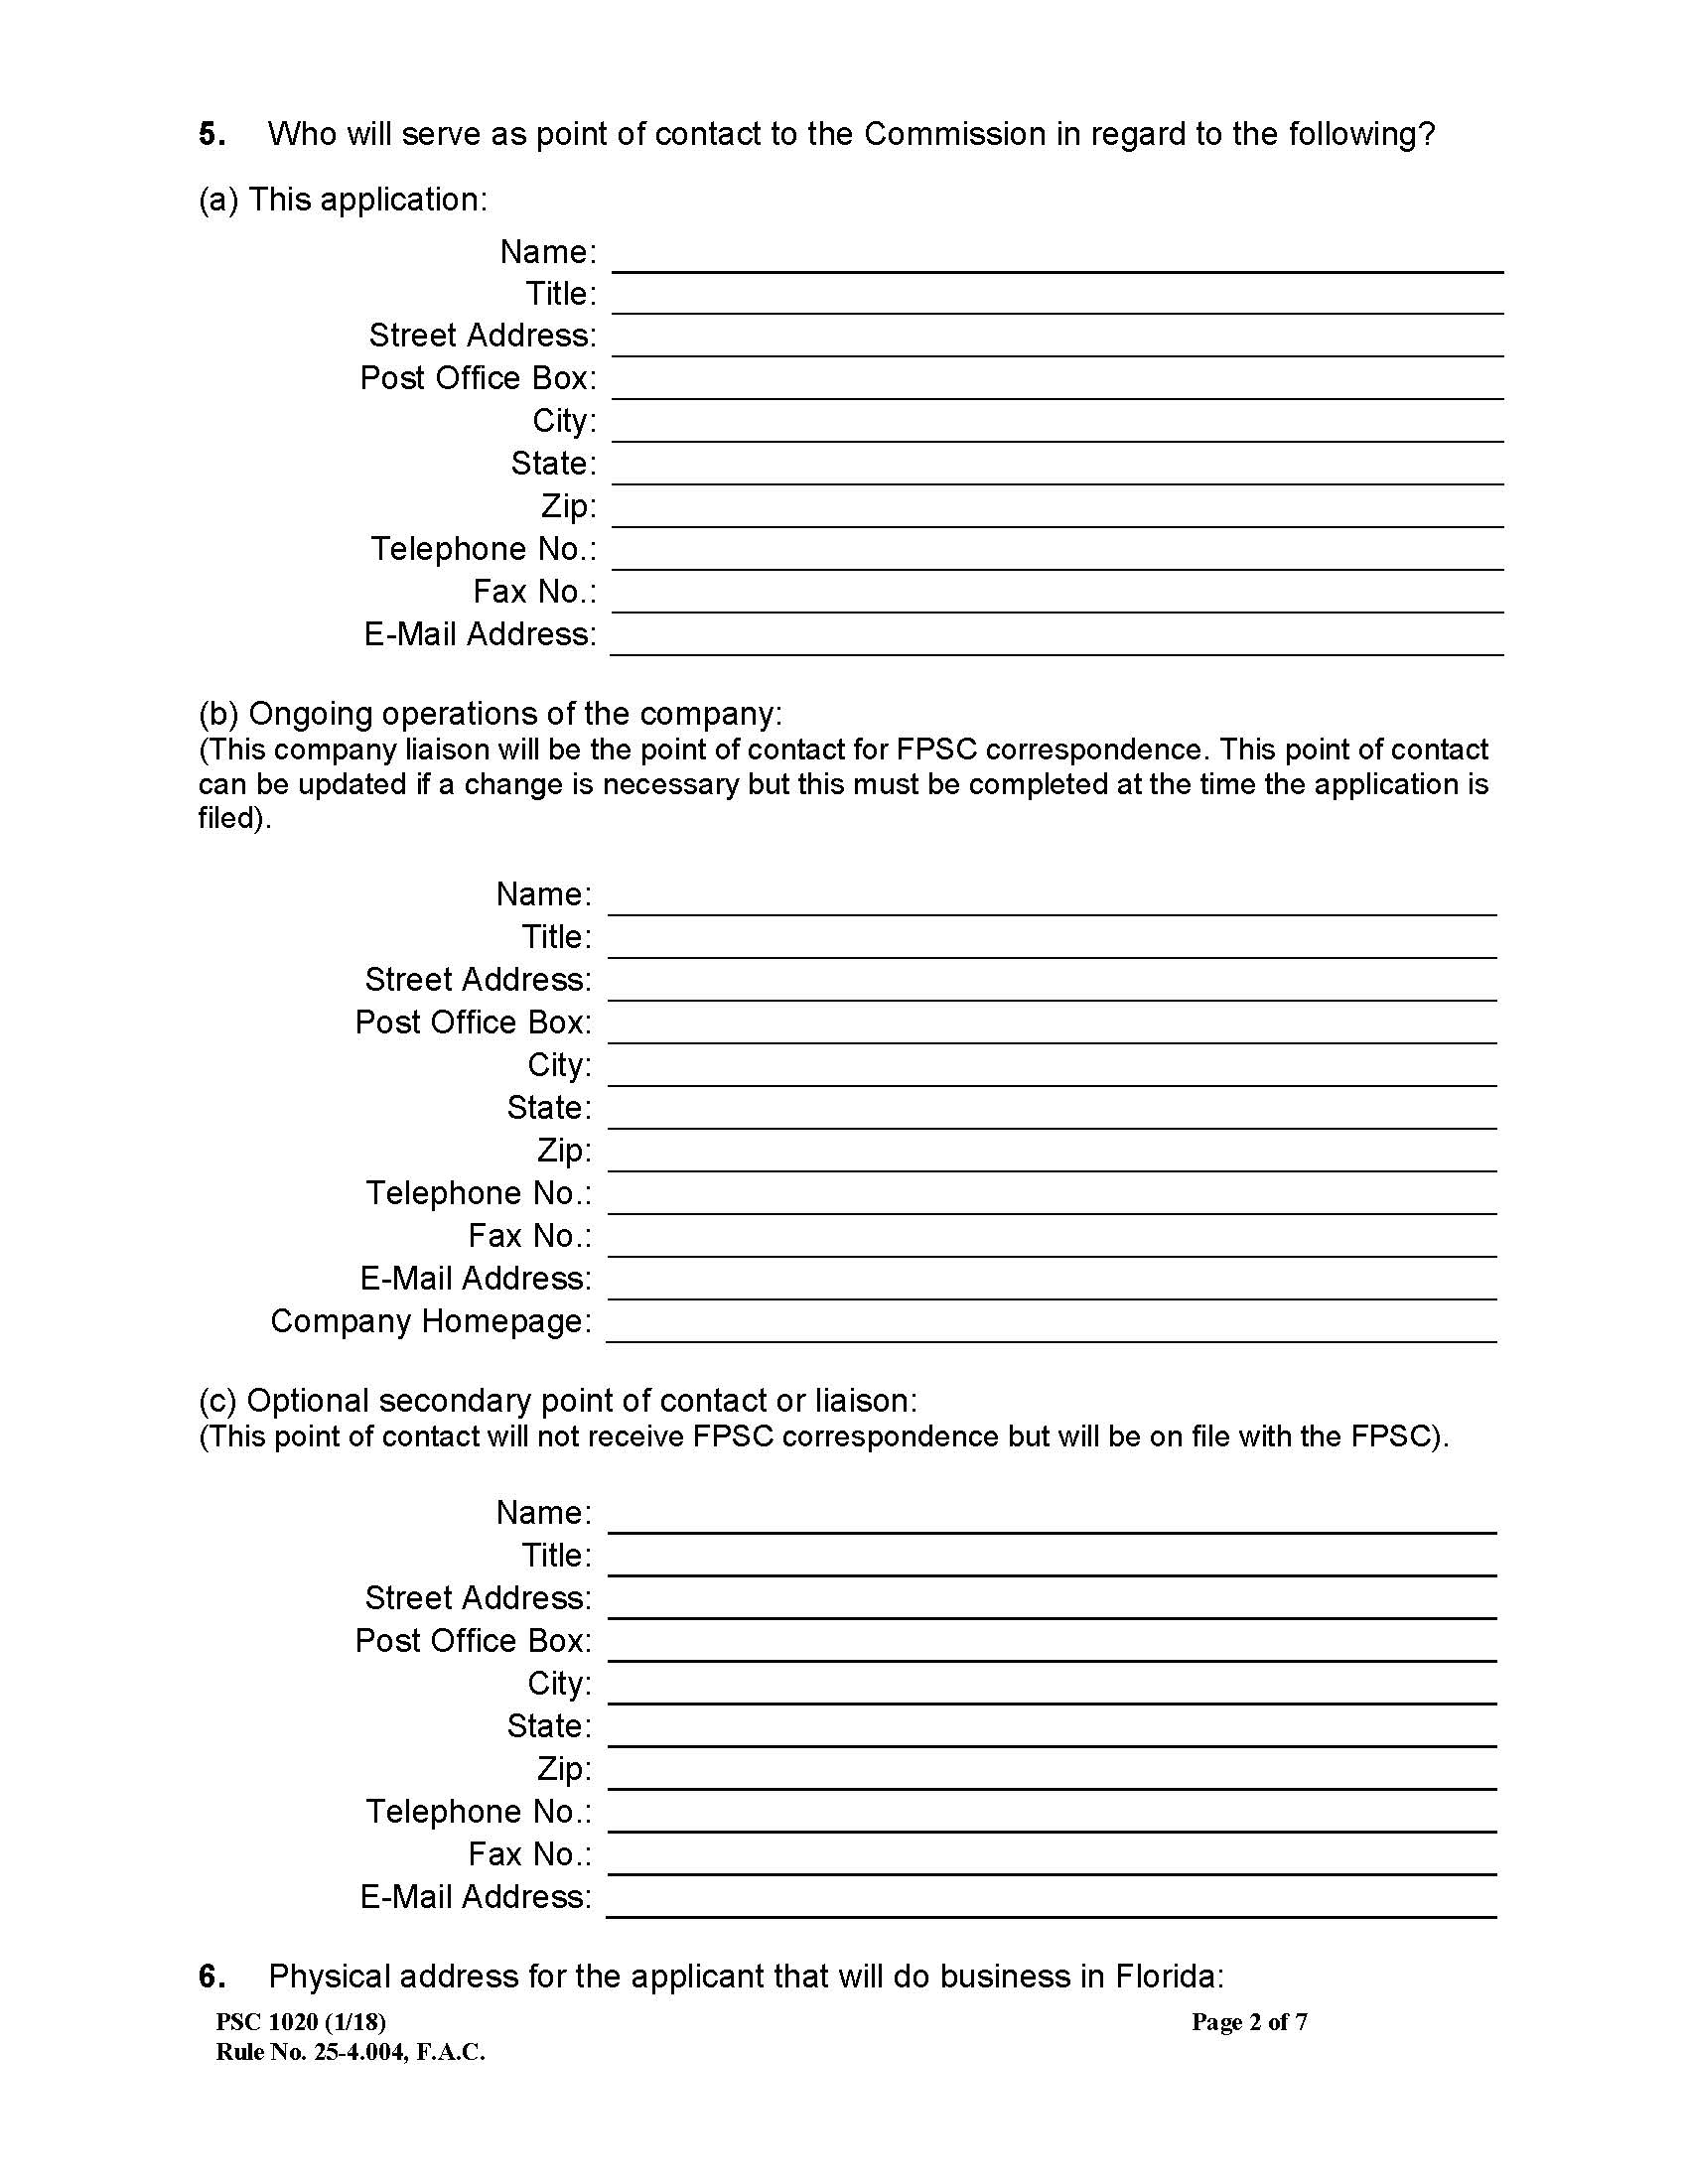 5. Who will serve as point of contact to the Commission in regard to the following?
(a) This application:
Name:
Title:
Street Address:
Post Office Box:
City:
State:
Zip:
Telephone No.:
Fax No.:
E-Mail Address:
(b) Ongoing operations of the company:
(This company liaison will be the point of contact for FPSC correspondence. This point of contact
can be updated if a change is necessary but this must be completed at the time the application is
filed).
Name:
Title:
Street Address:
Post Office Box:
City:
State:
Zip:
Telephone No.:
Fax No.:
E-Mail Address:
Company Homepage:
(c) Optional secondary point of contact or liaison:
(This point of contact will not receive FPSC correspondence but will be on file with the FPSC).
Name:
Title:
Street Address:
Post Office Box:
City:
State:
Zip:
Telephone No.:
Fax No.:
E-Mail Address:
6. Physical address for the applicant that will do business in Florida:
PSC 1020 (1/18) Page 2 of 7
Rule No. 25-4.004, F.A.C.